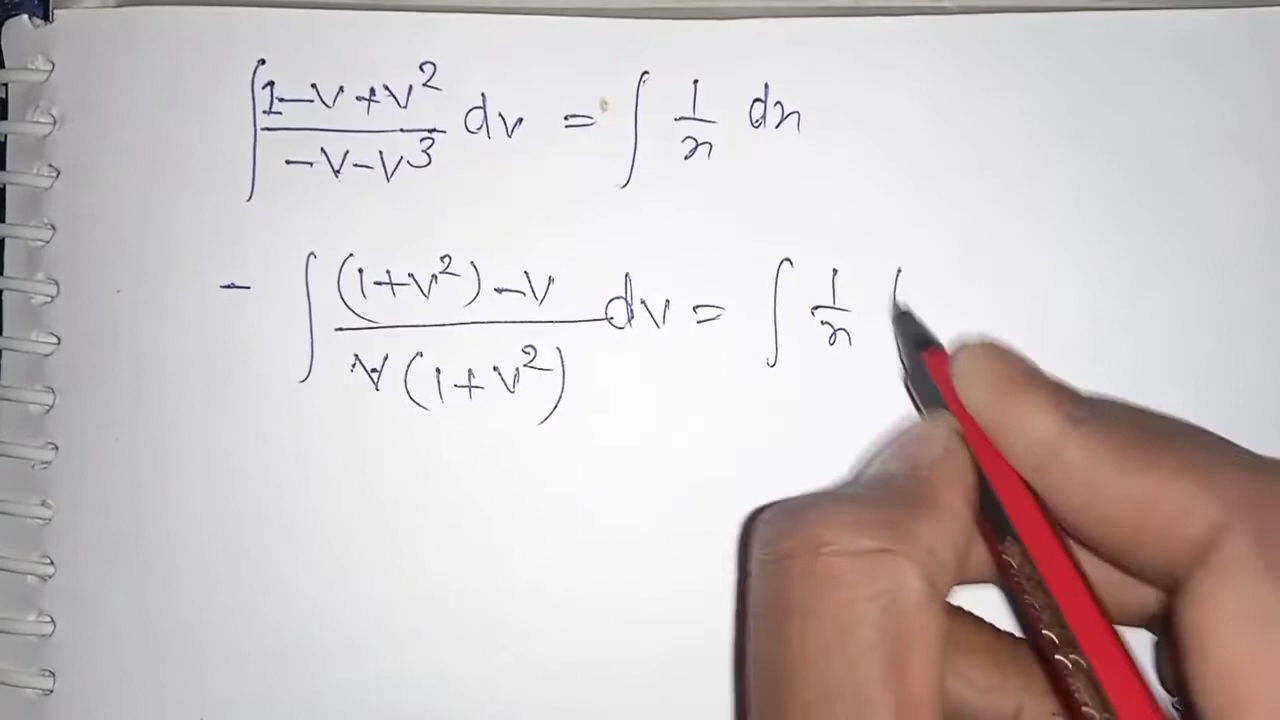 ∫ (1-v+v²)/(-v-v³) dv = ∫ 1/x dx
- ∫ ((1+v²)-v)/(v(1+v²)) dv = ∫ 1/x